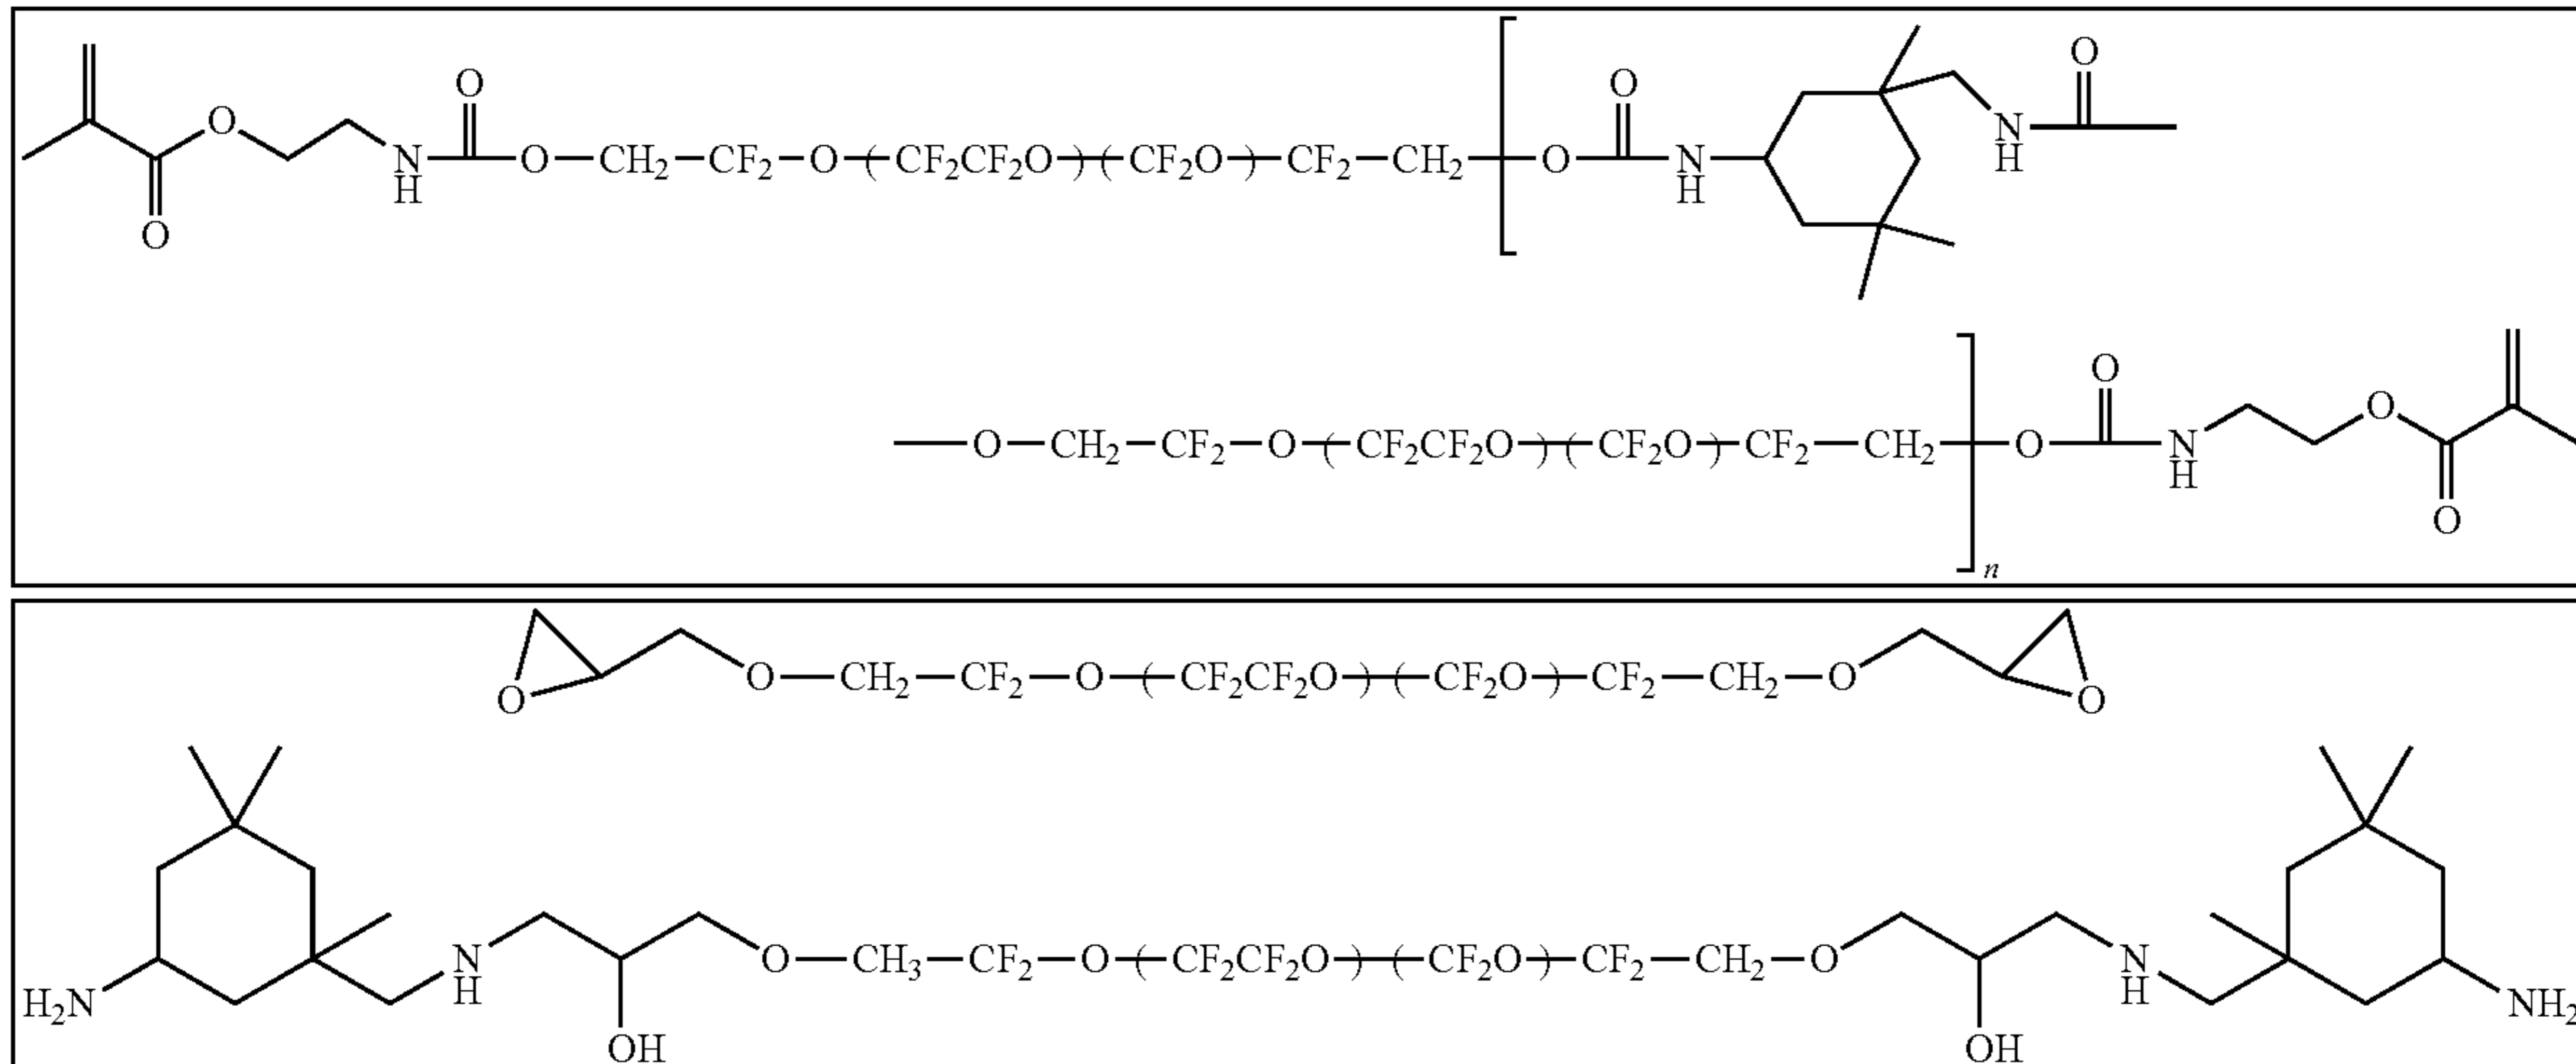 O O O O
O N H O—CH₂—CF₂—O—(CF₂CF₂O)(CF₂O)—CF₂—CH₂ O N H N H
O
O O
O—CH₂—CF₂—O—(CF₂CF₂O)(CF₂O)—CF₂—CH₂ O N H
O
n
O O—CH₂—CF₂—O—(CF₂CF₂O)(CF₂O)—CF₂—CH₂—O O
H₂N N H O—CH₃—CF₂—O—(CF₂CF₂O)(CF₂O)—CF₂—CH₂—O N H NH₂
OH OH